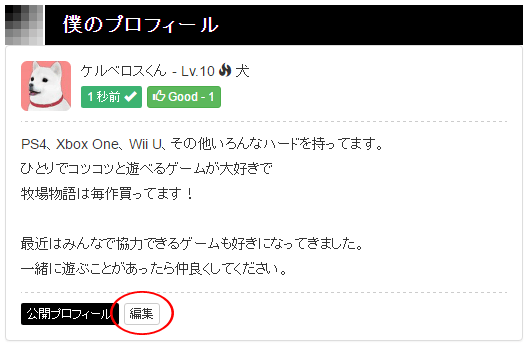 僕のプロフィール
ケルベロスくん - Lv.10 犬
1 秒前
Good - 1
PS4、Xbox One、Wii U、その他いろんなハードを持ってます。
ひとりでコツコツと遊べるゲームが大好きで
牧場物語は毎作買ってます！
最近はみんなで協力できるゲームも好きになってきました。
一緒に遊ぶことがあったら仲良くしてください。
公開プロフィール 編集